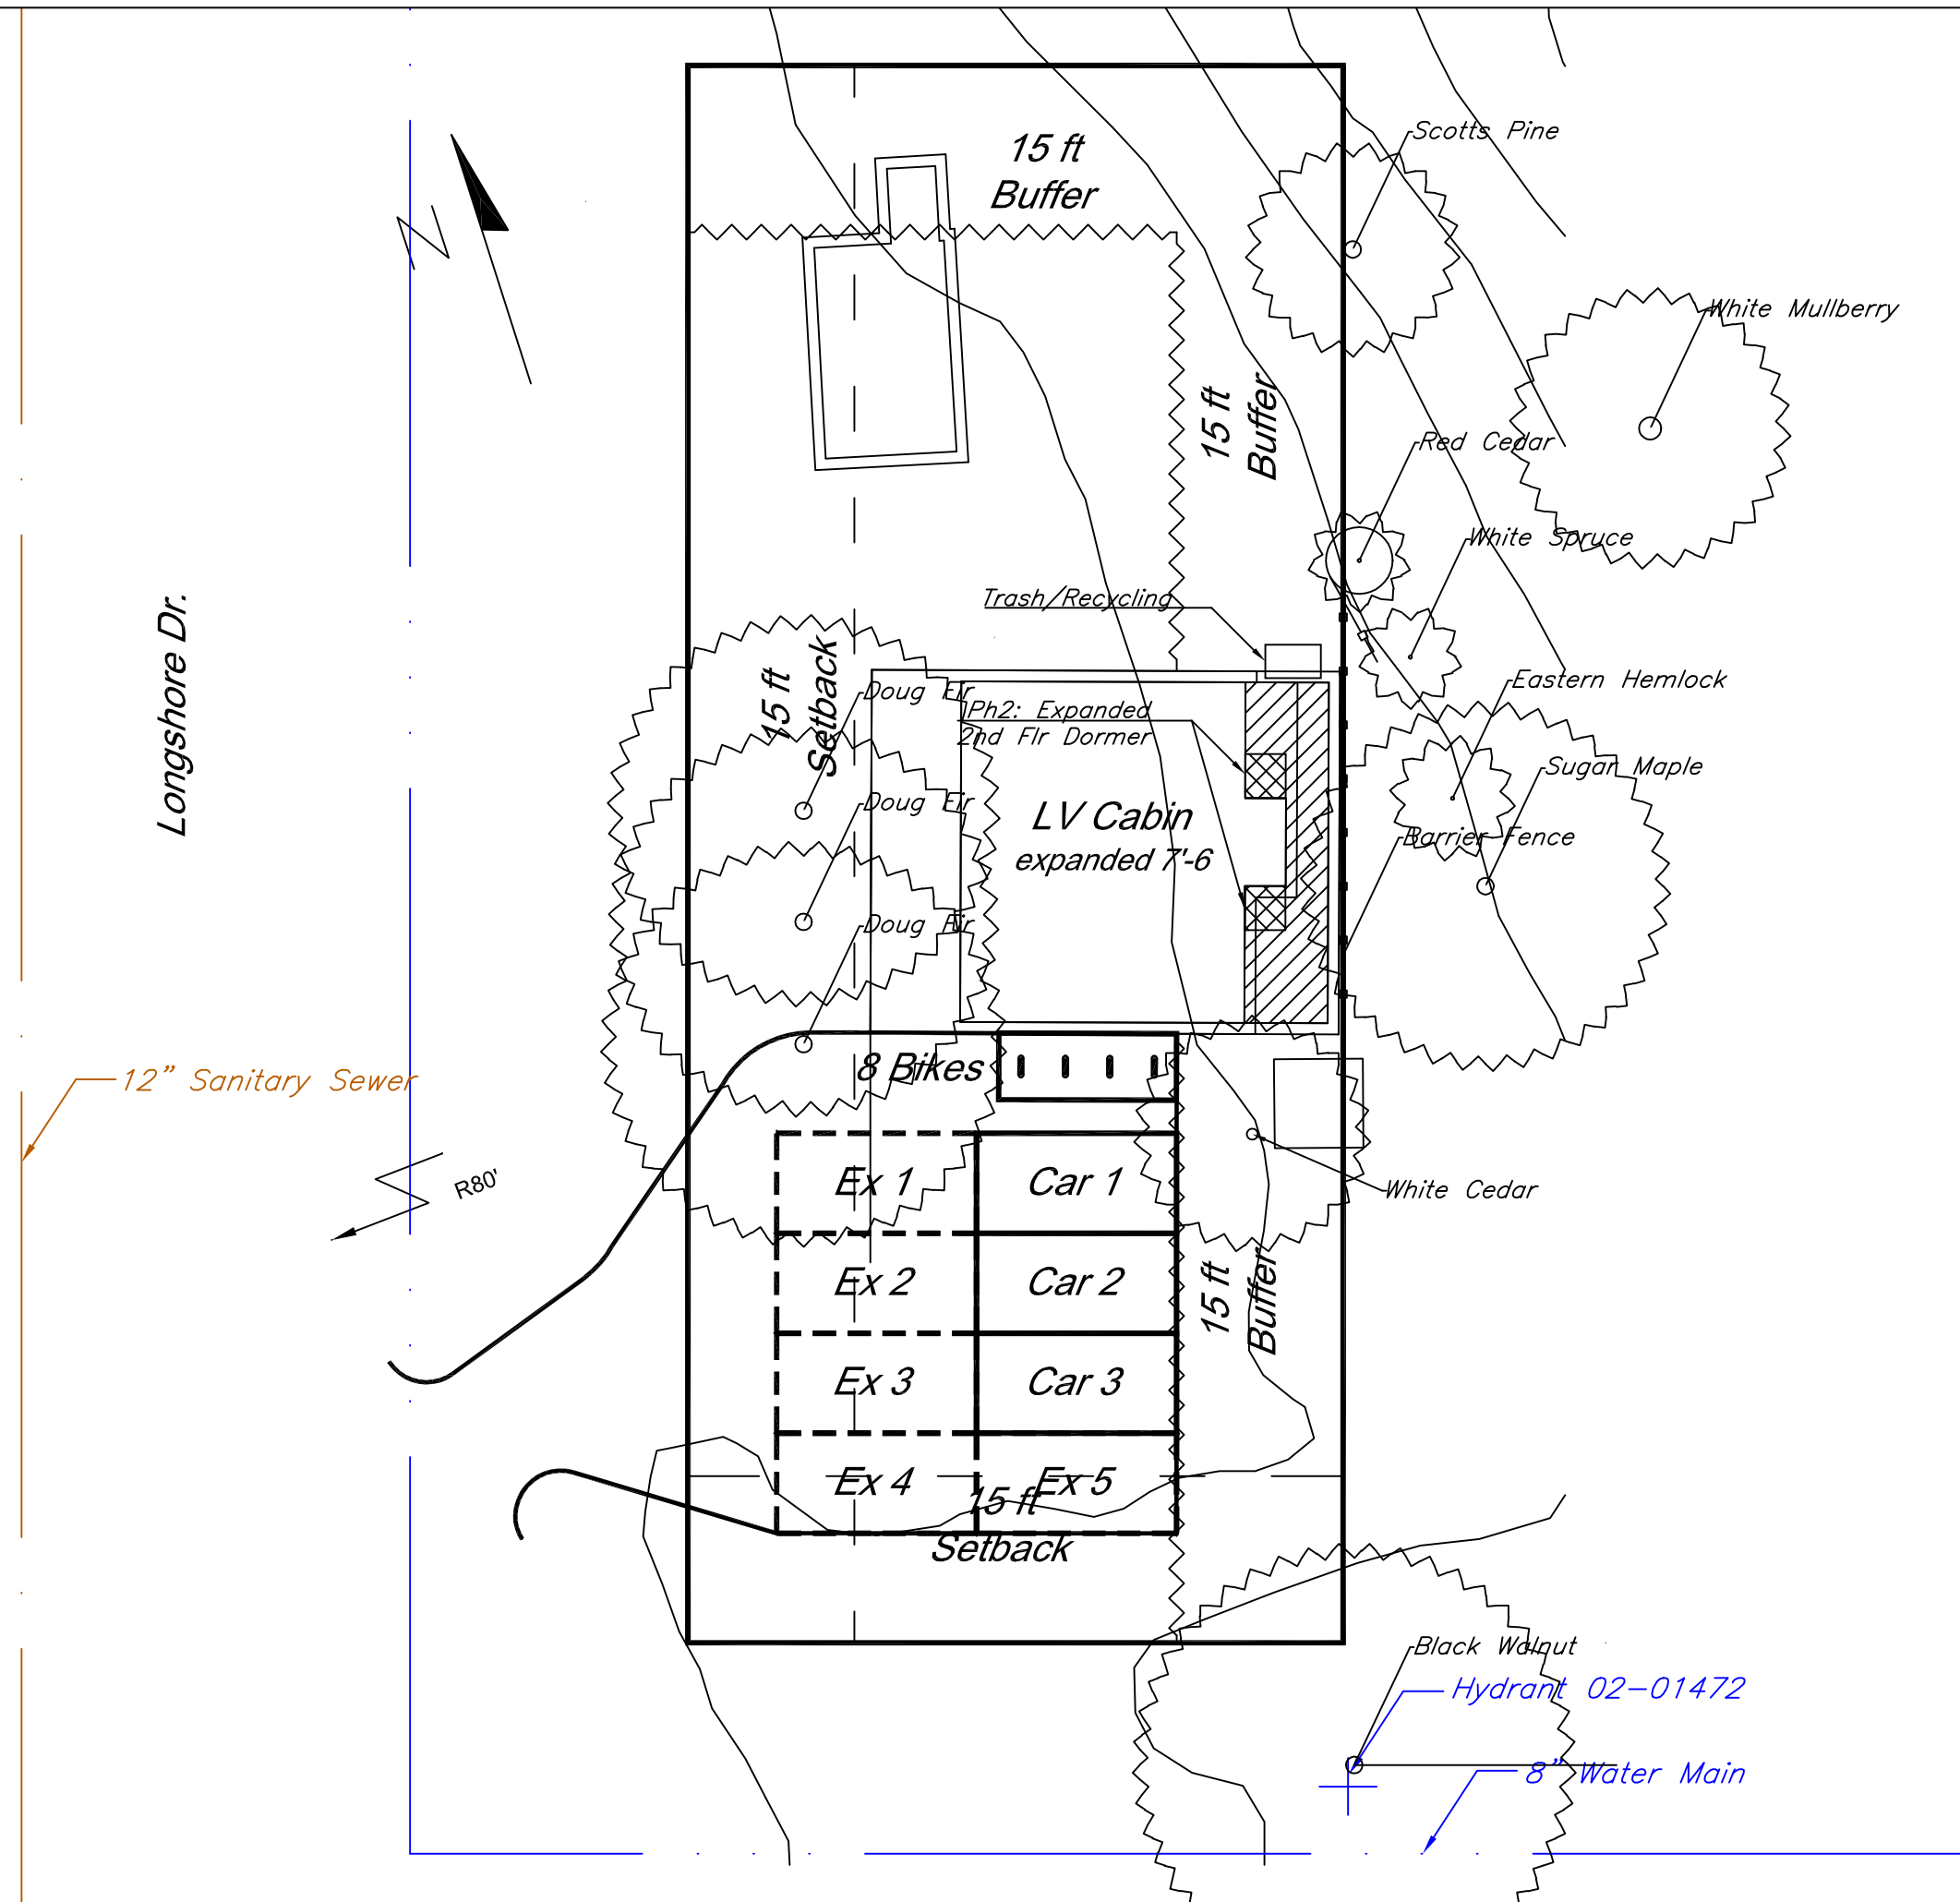 Scotts Pine
15 ft
Buffer
N
White Mullberry
15 ft
Buffer
Red Cedar
White Spruce
Trash/Recycling
Longshore Dr.
15 ft
Setback
Doug Fir
Ph2: Expanded
2nd Flr Dormer
Eastern Hemlock
Sugar Maple
Doug Fir
LV Cabin
expanded 7'-6
Barrier Fence
Doug Fir
8 Bikes
12" Sanitary Sewer
R80'
Ex 1
Car 1
White Cedar
Ex 2
Car 2
15 ft
Buffer
Ex 3
Car 3
Ex 4
Ex 5
15 ft
Setback
Black Walnut
Hydrant 02-01472
8" Water Main